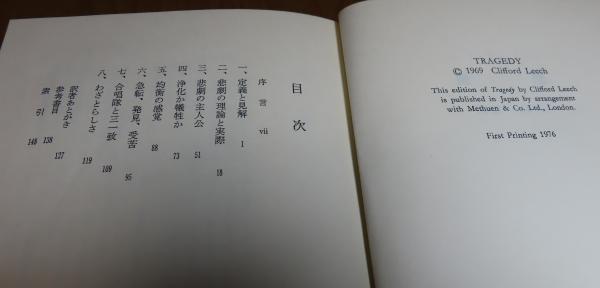 目次
序言 vii
一、定義と見解 1
二、悲劇の理論と実際 18
三、悲劇の主人公 51
四、浄化か犠牲か 73
五、均衡の感覚 88
六、急転、発見、受苦 95
七、合唱隊と三一致 109
八、わざとらしさ 119
訳者あとがき 138
参考書目 127
索引 146
TRAGEDY
© 1969 Clifford Leech
This edition of Tragedy by Clifford Leech
is published in Japan by arrangement
with Methuen & Co. Ltd., London.
First Printing 1976